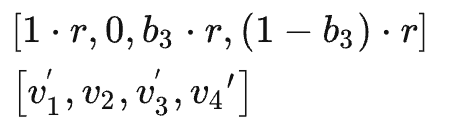 [1 · r, 0, b₃ · r, (1 − b₃) · r]
[v₁′, v₂, v₃′, v₄′]